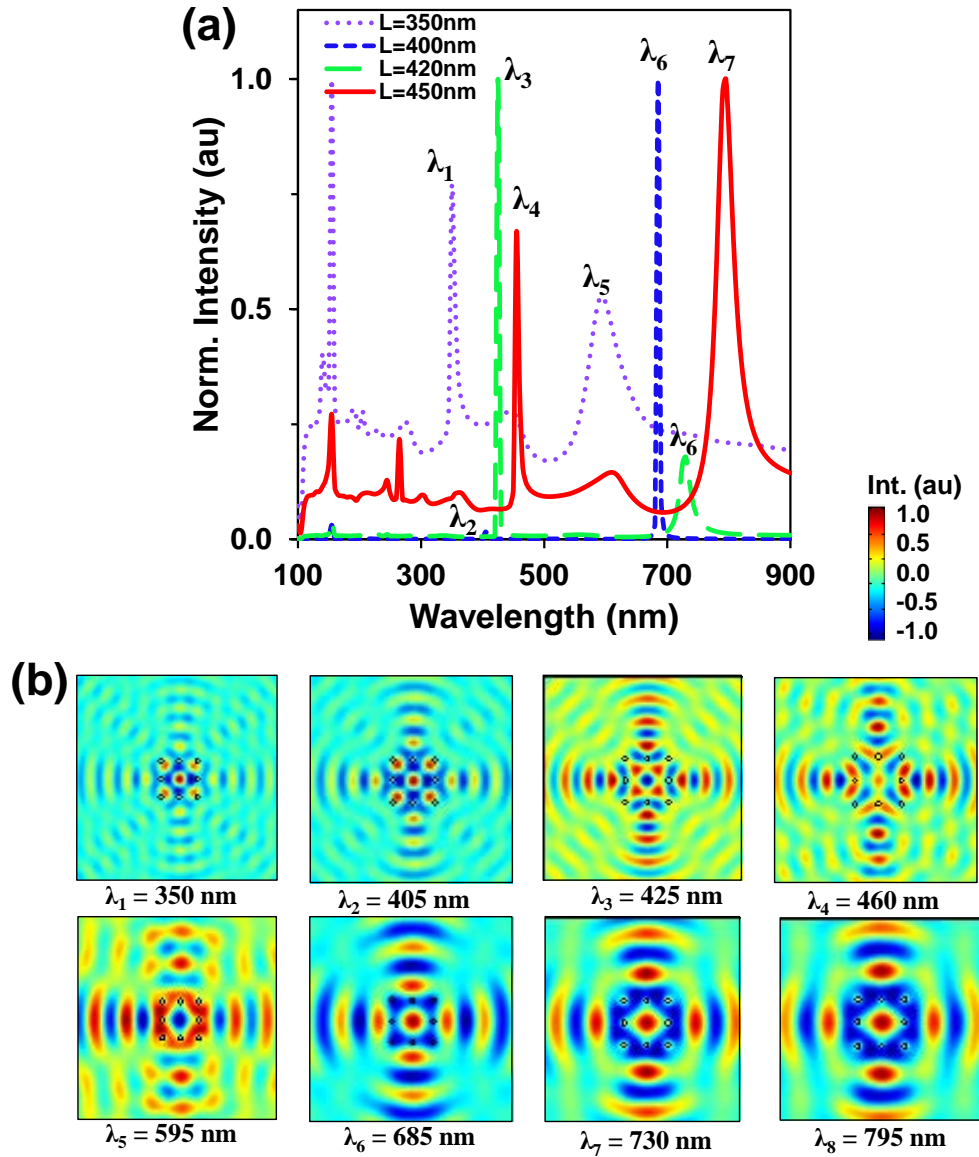 (a)
L=350nm
L=400nm
L=420nm
L=450nm
λ1
λ2
λ3
λ4
λ5
λ6
λ6
λ7
Norm. Intensity (au)
1.0
0.5
0.0
100 300 500 700 900
Wavelength (nm)
Int. (au)
1.0
0.5
0.0
-0.5
-1.0
(b)
λ1 = 350 nm
λ2 = 405 nm
λ3 = 425 nm
λ4 = 460 nm
λ5 = 595 nm
λ6 = 685 nm
λ7 = 730 nm
λ8 = 795 nm